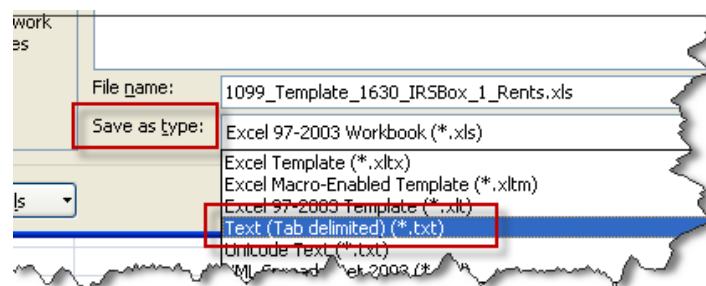 work
es
File name:
1099_Template_1630_IRSBox_1_Rents.xls
Save as type:
Excel 97-2003 Workbook (*.xls)
Excel Template (*.xltx)
Excel Macro-Enabled Template (*.xltm)
Excel 97-2003 Template (*.xlt)
ls
Text (Tab delimited) (*.txt)
Unicode Text (*.txt)
2003